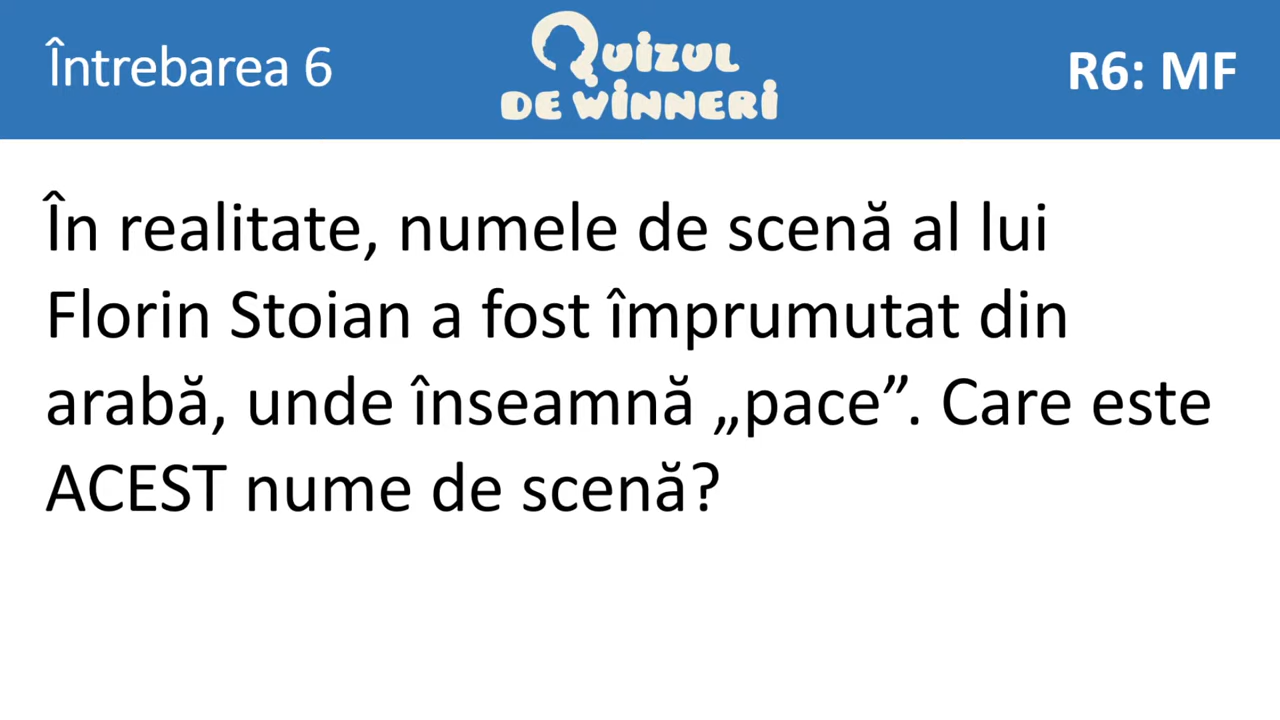 Întrebarea 6
QUIZUL
DE WINNERI
R6: MF
În realitate, numele de scenă al lui
Florin Stoian a fost împrumutat din
arabă, unde înseamnă „pace”. Care este
ACEST nume de scenă?